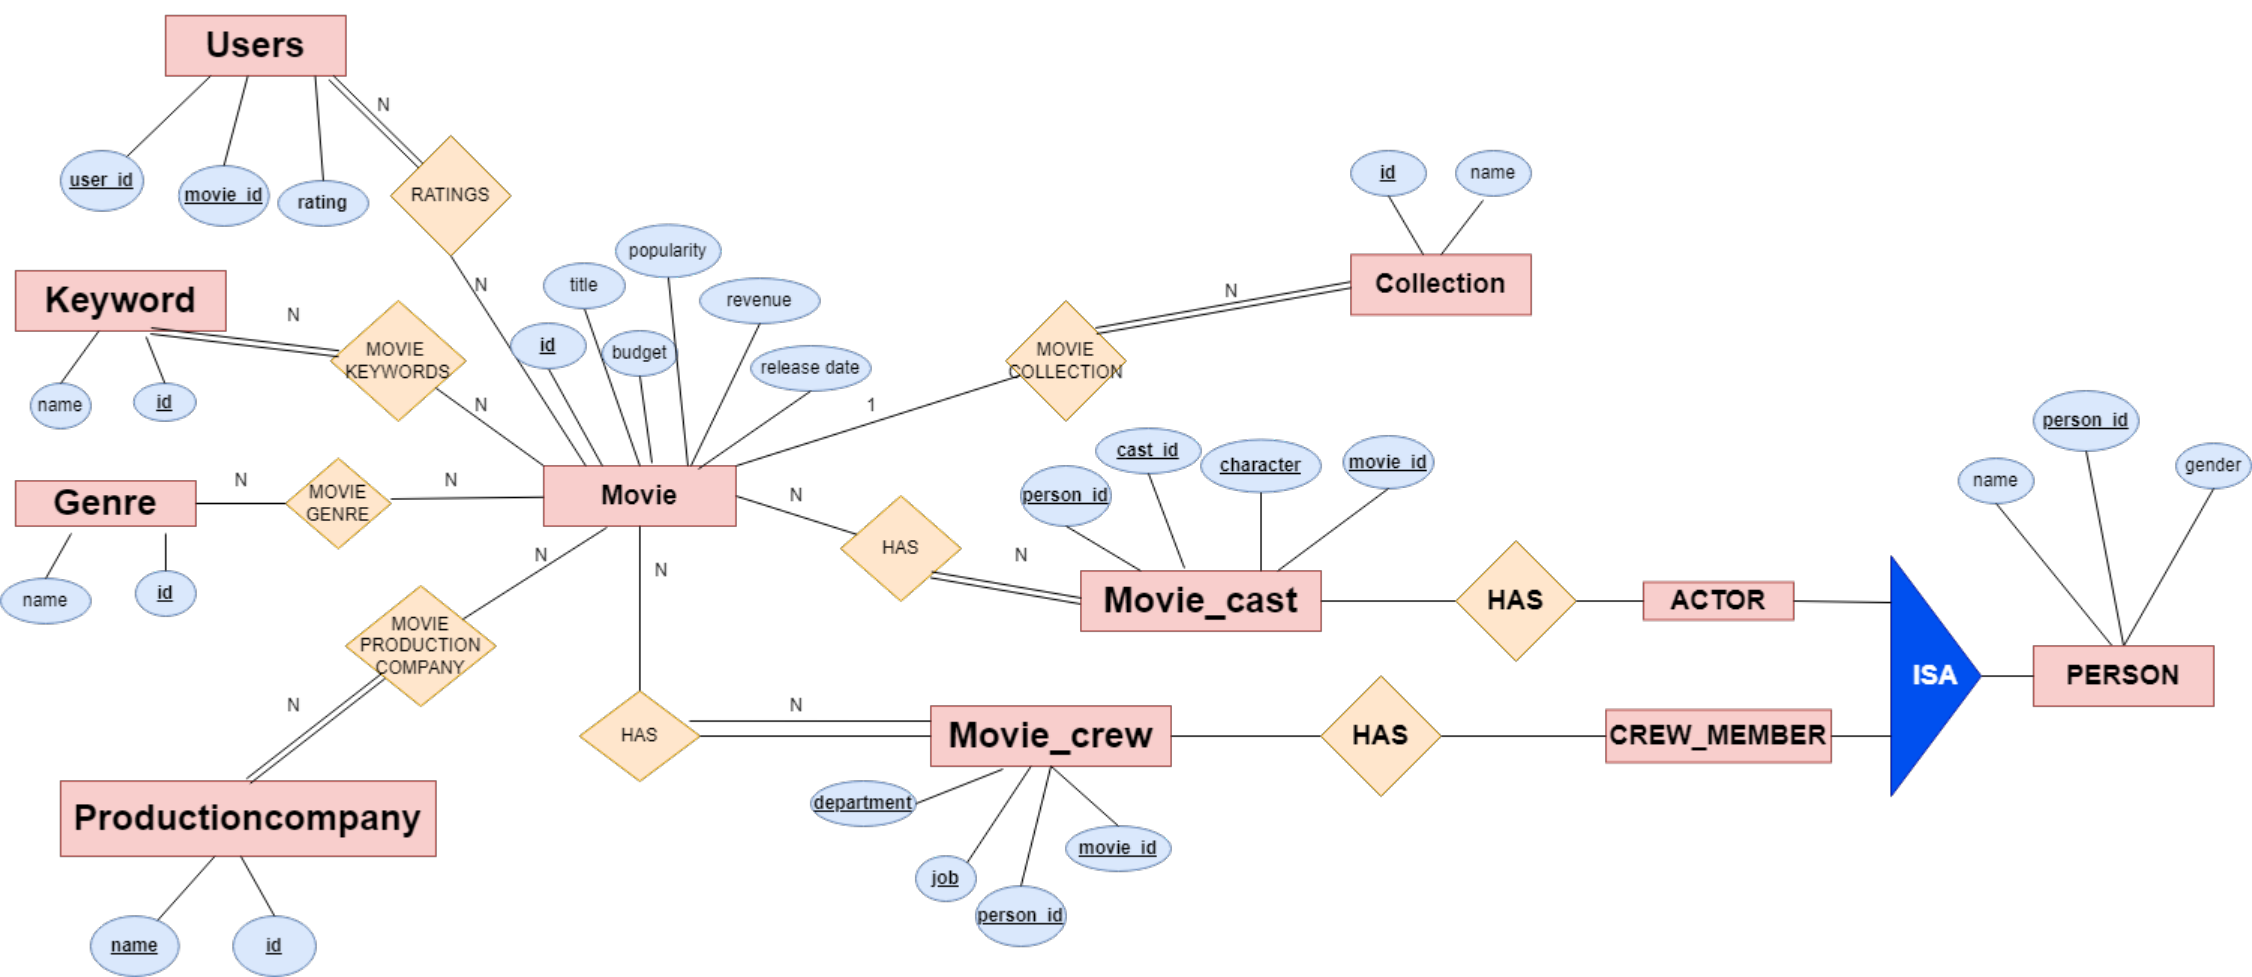 Users
N
user_id
movie_id
rating
RATINGS
N
id
name
Collection
N
MOVIE
COLLECTION
1
popularity
title
revenue
id
budget
release date
Keyword
N
MOVIE
KEYWORDS
N
name
id
Movie
Genre
N
MOVIE
GENRE
N
name
id
N
HAS
N
person_id
cast_id
character
movie_id
Movie_cast
HAS
ACTOR
ISA
person_id
name
gender
PERSON
N
MOVIE
PRODUCTION
COMPANY
N
N
HAS
N
Movie_crew
HAS
CREW_MEMBER
department
job
person_id
movie_id
Productioncompany
name
id